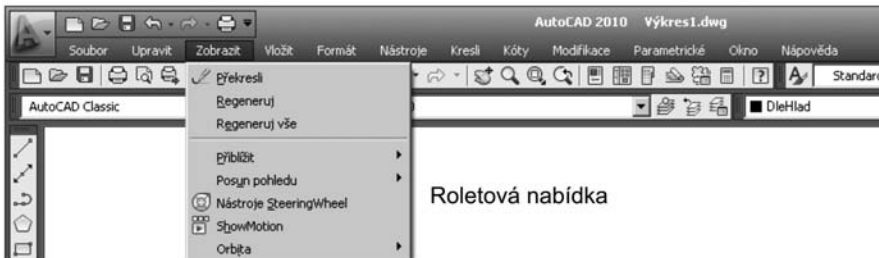 AutoCAD 2010 Výkres1.dwg
Soubor Upravit Zobrazit Vložit Formát Nástroje Kresli Kóty Modifikace Parametrické Okno Nápověda
Překresli
Standard
Regeneruj
AutoCAD Classic
DleHlad
Regeneruj vše
Přiblížit
Posun pohledu
Nástroje SteeringWheel
Roletová nabídka
ShowMotion
Orbita